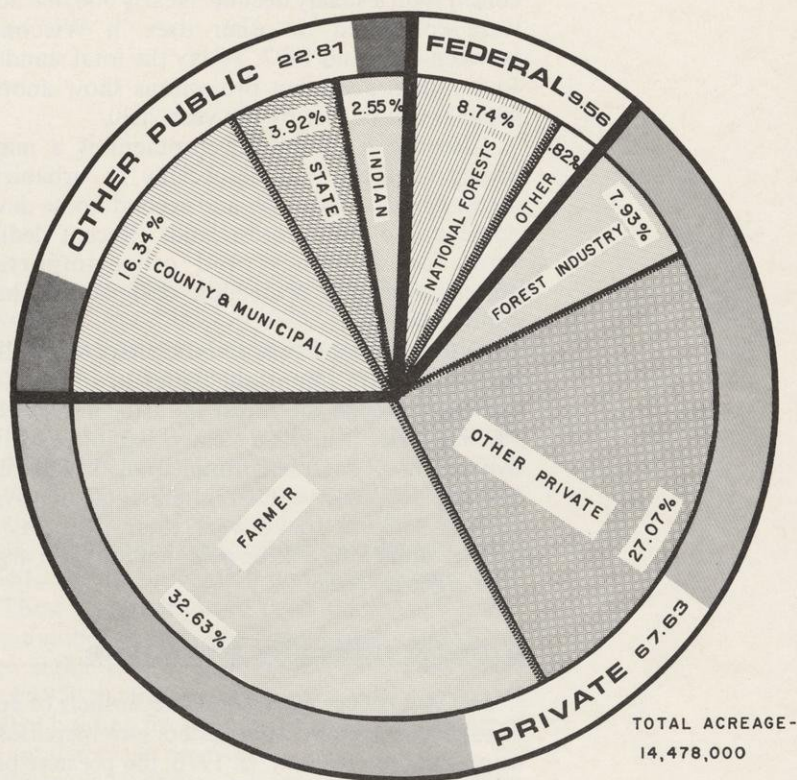 OTHER PUBLIC 22.81
FEDERAL 9.56
16.34%
COUNTY & MUNICIPAL
3.92%
STATE
2.55%
INDIAN
8.74%
NATIONAL FORESTS
.82%
OTHER
7.93%
FOREST INDUSTRY
OTHER PRIVATE
27.07%
FARMER
32.63%
PRIVATE 67.63
TOTAL ACREAGE-
14,478,000